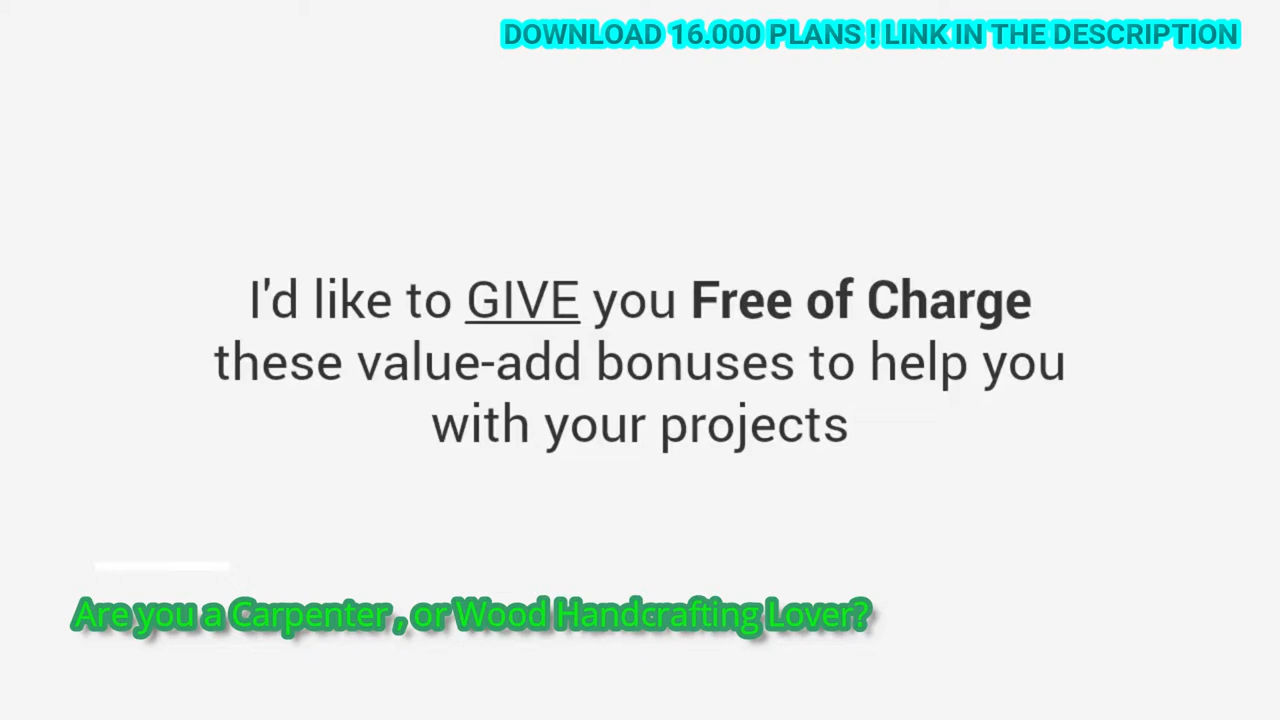 DOWNLOAD 16.000 PLANS ! LINK IN THE DESCRIPTION
I'd like to GIVE you Free of Charge
these value-add bonuses to help you
with your projects
Are you a Carpenter , or Wood Handcrafting Lover?